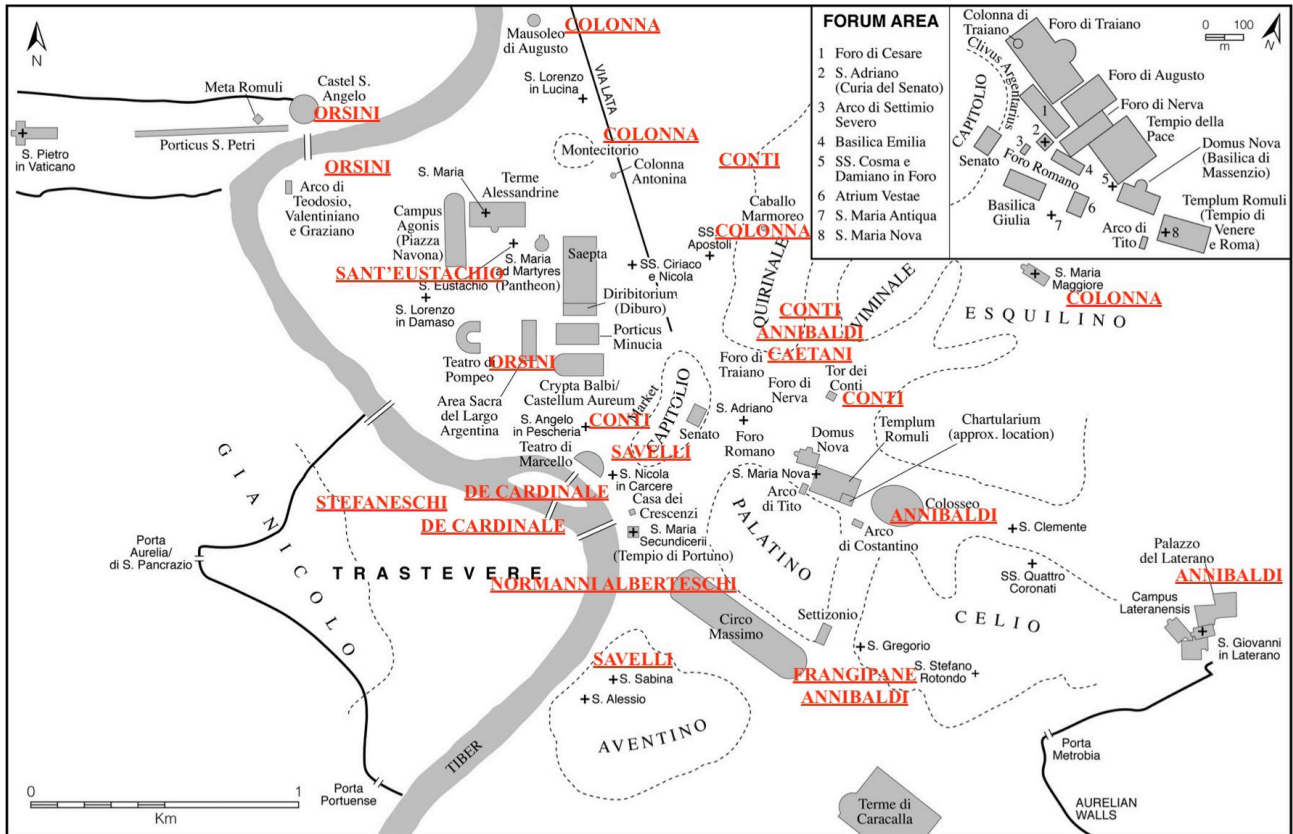 COLONNA
Mausoleo
di Augusto
N
S. Lorenzo
in Lucina
VIA LATA
Castel S.
Angelo
Meta Romuli
ORSINI
S. Pietro
in Vaticano
Porticus S. Petri
ORSINI
Arco di
Teodosio,
Valentiniano
e Graziano
COLONNA
Montecitorio
Colonna
Antonina
CONTI
S. Maria
Terme
Alessandrine
Campus
Agonis
(Piazza
Navona)
Caballo
Marmoreo
COLONNA
SS.
Apostoli
SANT'EUSTACHIO
S. Eustachio
S. Maria
ad Martyres
(Pantheon)
Saepta
SS. Ciriaco
e Nicola
S. Lorenzo
in Damaso
Diribitorium
(Diburo)
Porticus
Minucia
QUIRINALE
VIMINALE
CONTI
ANNIBALDI
CAETANI
S. Maria
Maggiore
COLONNA
ESQUILINO
Teatro di
Pompeo
ORSINI
Crypta Balbi/
Castellum Aureum
Area Sacra
del Largo
Argentina
Foro di
Traiano
Foro di
Nerva
Tor dei
Conti
CONTI
Market
CAPITOLIO
S. Angelo
in Pescheria
CONTI
Senato
S. Adriano
Foro
Romano
Domus
Nova
Templum
Romuli
Chartularium
(approx. location)
Teatro di
Marcello
SAVELLI
S. Nicola
in Carcere
S. Maria Nova
Arco
di Tito
Colosseo
ANNIBALDI
S. Clemente
GIANICOLO
STEFANESCHI
DE CARDINALE
DE CARDINALE
Casa dei
Crescenzi
S. Maria
Secundicerii
(Tempio di Portuno)
PALATINO
Arco
di Costantino
SS. Quattro
Coronati
Palazzo
del Laterano
ANNIBALDI
Campus
Lateranensis
S. Giovanni
in Laterano
Porta
Aurelia/
di S. Pancrazio
TRASTEVERE
NORMANNI ALBERTESCHI
Circo
Massimo
Settizonio
CELIO
S. Gregorio
S. Stefano
Rotondo
SAVELLI
S. Sabina
S. Alessio
FRANGIPANE
ANNIBALDI
AVENTINO
TIBER
Porta
Portuense
Porta
Metrobia
Terme di
Caracalla
AURELIAN
WALLS
0 1
Km
FORUM AREA
1 Foro di Cesare
2 S. Adriano
(Curia del Senato)
3 Arco di Settimio
Severo
4 Basilica Emilia
5 SS. Cosma e
Damiano in Foro
6 Atrium Vestae
7 S. Maria Antiqua
8 S. Maria Nova
Colonna di
Traiano
Foro di Traiano
0 100
m
N
Clivus Argentarius
CAPITOLIO
Foro di Augusto
Foro di Nerva
Tempio della
Pace
1
2
3
4
5
6
7
8
Senato
Foro Romano
Domus Nova
(Basilica di
Massenzio)
Basilica
Giulia
Templum Romuli
(Tempio di
Venere
e Roma)
Arco di
Tito